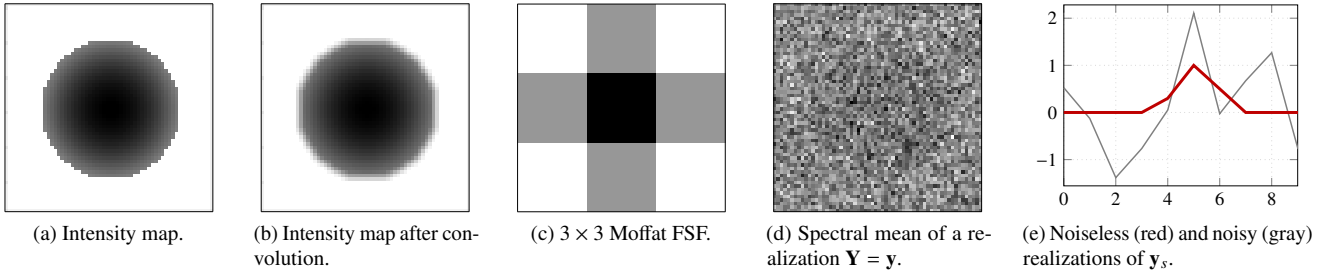 2
1
0
−1
0
2
4
6
8
(a) Intensity map.
(b) Intensity map after con-
volution.
(c) 3 × 3 Moffat FSF.
(d) Spectral mean of a re-
alization Y = y.
(e) Noiseless (red) and noisy (gray)
realizations of yₛ.